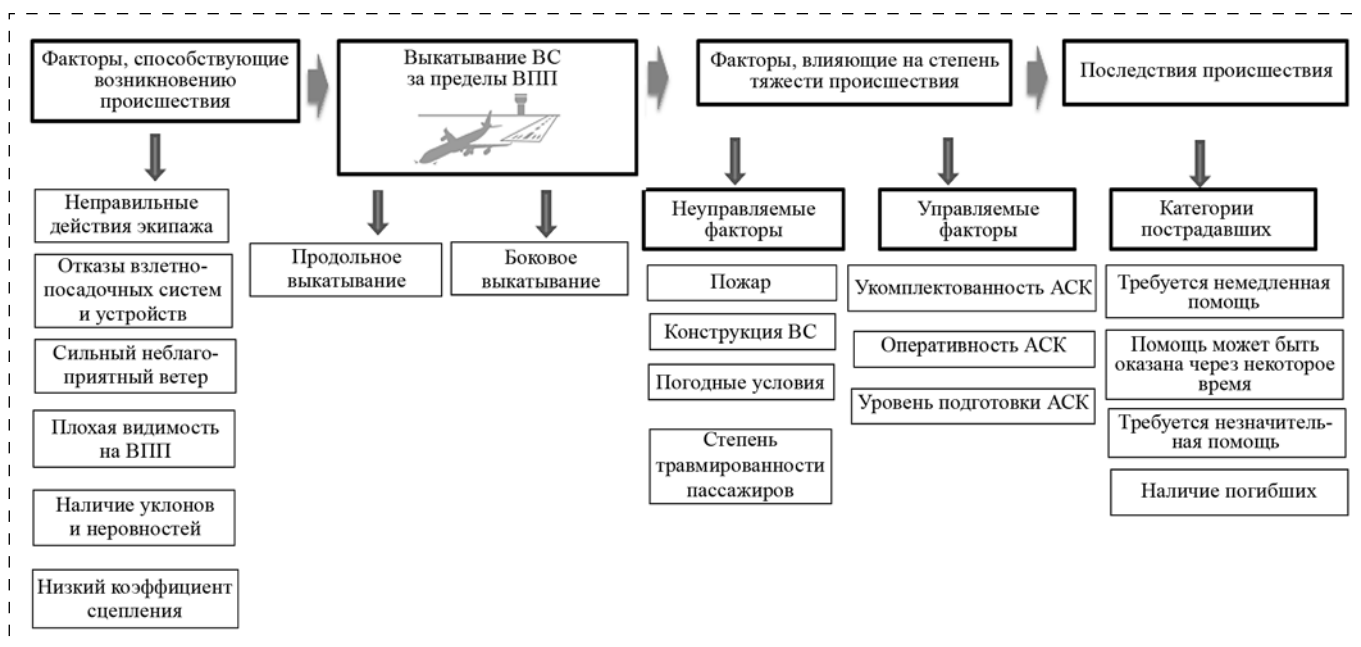 Факторы, способствующие
возникновению
происшествия
Выкатывание ВС
за пределы ВПП
Факторы, влияющие на степень
тяжести происшествия
Последствия происшествия
Неправильные
действия экипажа
Отказы взлетно-
посадочных систем
и устройств
Сильный неблаго-
приятный ветер
Плохая видимость
на ВПП
Наличие уклонов
и неровностей
Низкий коэффициент
сцепления
Продольное
выкатывание
Боковое
выкатывание
Неуправляемые
факторы
Пожар
Конструкция ВС
Погодные условия
Степень
травмированности
пассажиров
Управляемые
факторы
Укомплектованность АСК
Оперативность АСК
Уровень подготовки АСК
Категории
пострадавших
Требуется немедленная
помощь
Помощь может быть
оказана через некоторое
время
Требуется незначитель-
ная помощь
Наличие погибших